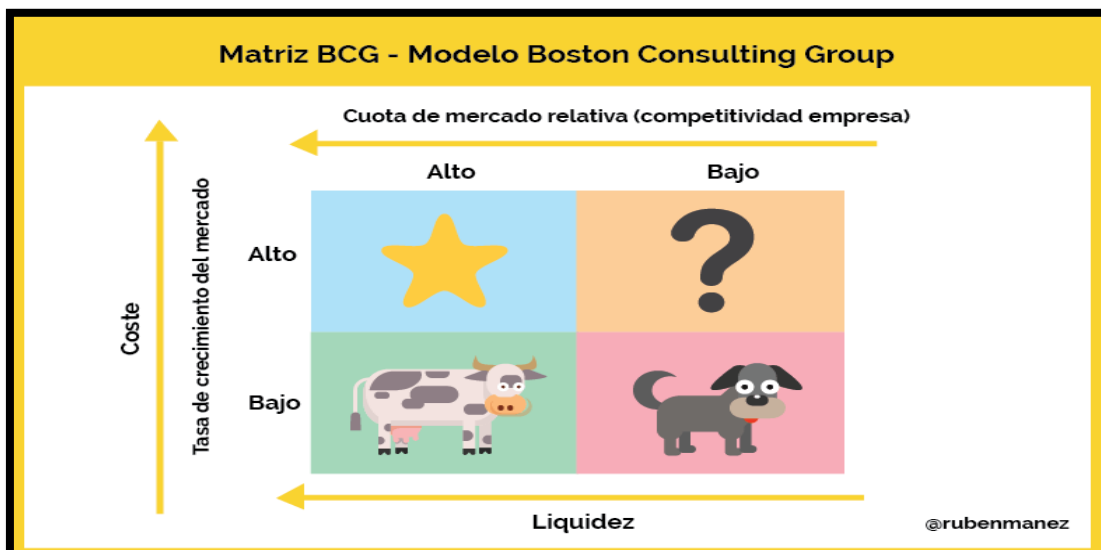 Matriz BCG - Modelo Boston Consulting Group
Cuota de mercado relativa (competitividad empresa)
Alto
Bajo
Coste
Tasa de crecimiento del mercado
Alto
?
Bajo
Liquidez
@rubenmanez